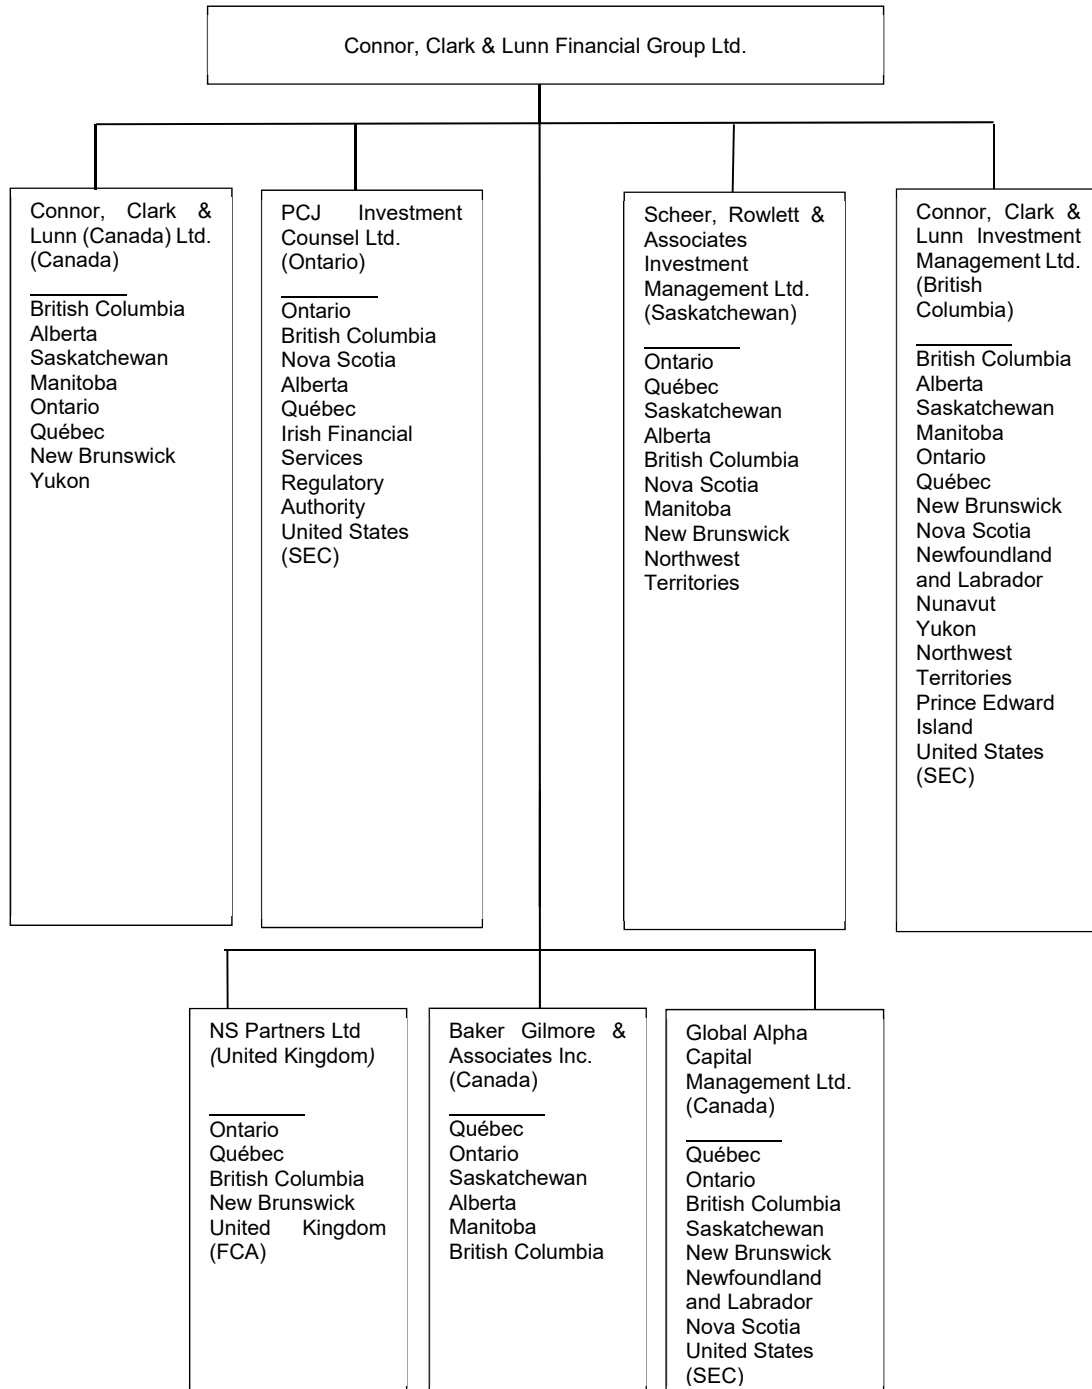 Connor, Clark & Lunn Financial Group Ltd.
Connor, Clark &
Lunn (Canada) Ltd.
(Canada)
British Columbia
Alberta
Saskatchewan
Manitoba
Ontario
Québec
New Brunswick
Yukon
PCJ Investment
Counsel Ltd.
(Ontario)
Ontario
British Columbia
Nova Scotia
Alberta
Québec
Irish Financial
Services
Regulatory
Authority
United States
(SEC)
Scheer, Rowlett &
Associates
Investment
Management Ltd.
(Saskatchewan)
Ontario
Québec
Saskatchewan
Alberta
British Columbia
Nova Scotia
Manitoba
New Brunswick
Northwest
Territories
Connor, Clark &
Lunn Investment
Management Ltd.
(British
Columbia)
British Columbia
Alberta
Saskatchewan
Manitoba
Ontario
Québec
New Brunswick
Nova Scotia
Newfoundland
and Labrador
Nunavut
Yukon
Northwest
Territories
Prince Edward
Island
United States
(SEC)
NS Partners Ltd
(United Kingdom)
Ontario
Québec
British Columbia
New Brunswick
United Kingdom
(FCA)
Baker Gilmore &
Associates Inc.
(Canada)
Québec
Ontario
Saskatchewan
Alberta
Manitoba
British Columbia
Global Alpha
Capital
Management Ltd.
(Canada)
Québec
Ontario
British Columbia
Saskatchewan
New Brunswick
Newfoundland
and Labrador
Nova Scotia
United States
(SEC)